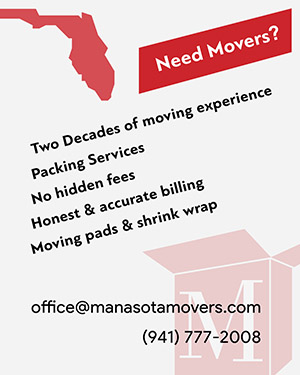 Need Movers?
Two Decades of moving experience
Packing Services
No hidden fees
Honest & accurate billing
Moving pads & shrink wrap
M
office@manasotamovers.com
(941) 777-2008